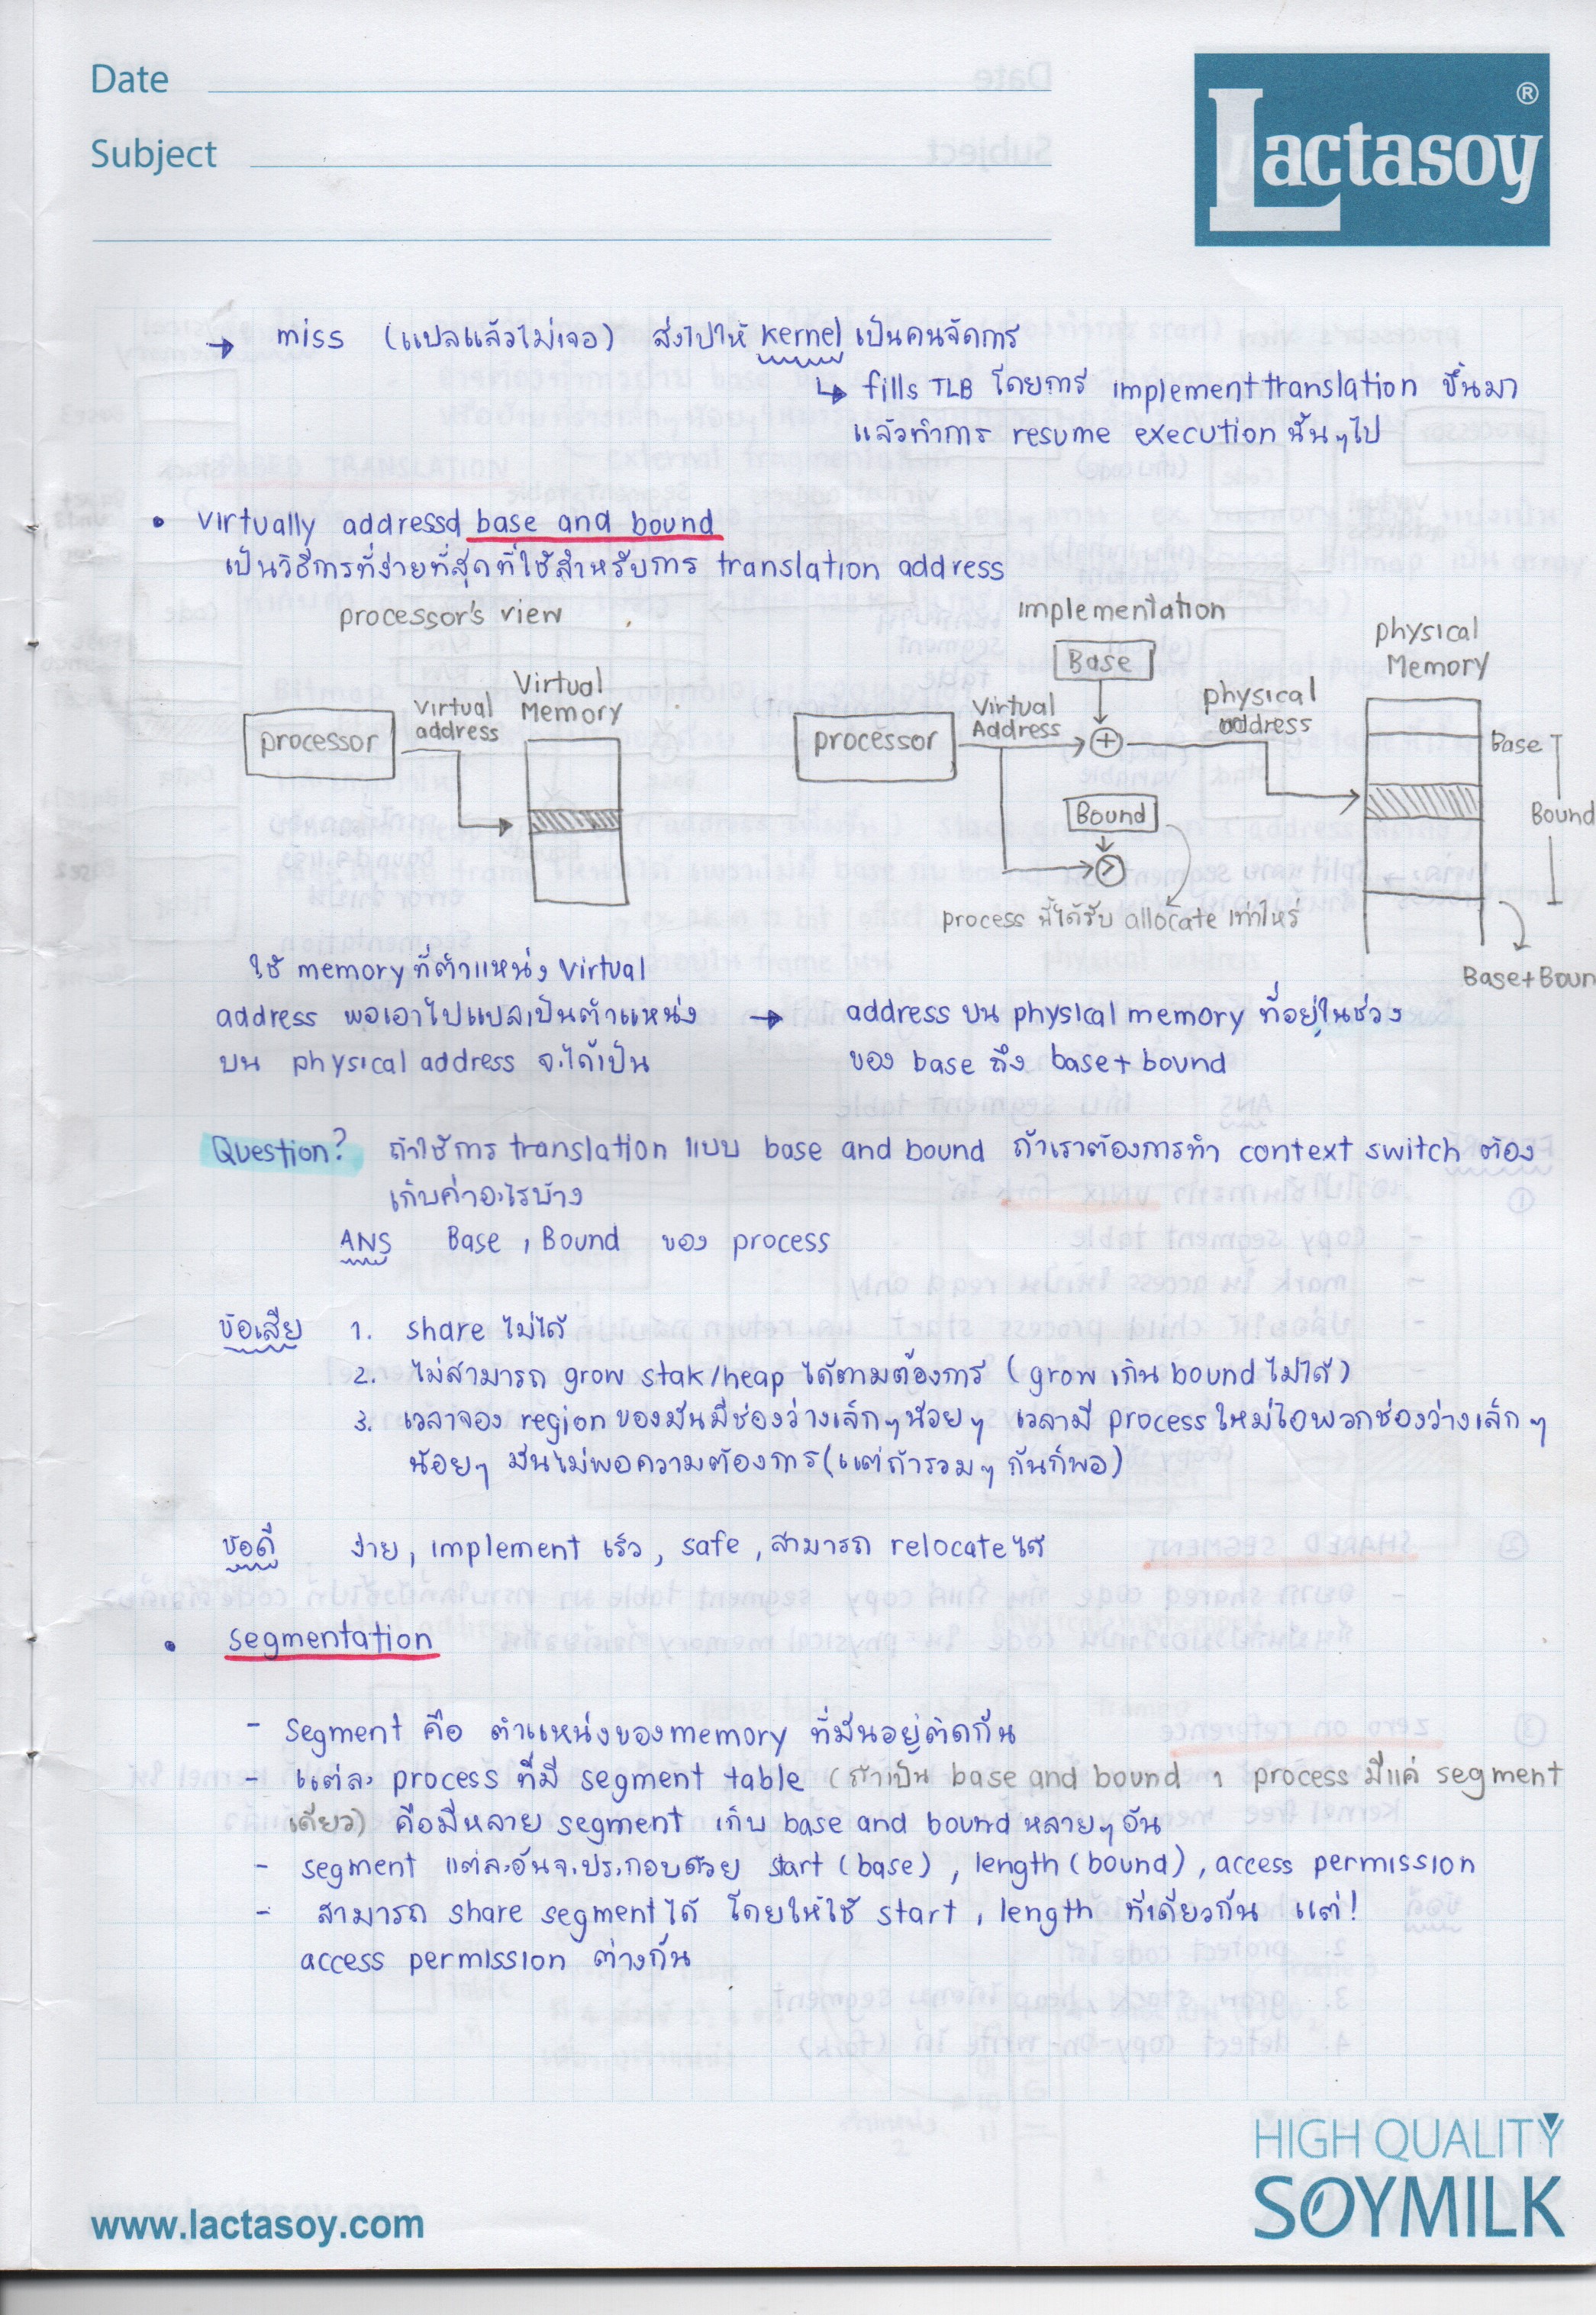 Date
Subject
Lactasoy ®
→ miss (แปลแล้วไม่เจอ) ส่งไปให้ kernel เป็นคนจัดการ
↳ fills TLB โดยการ implement translation ขึ้นมา
แล้วทำการ resume execution นั้นๆไป
• virtually addressd base and bound
เป็นวิธีการที่ง่ายที่สุดที่ใช้สำหรับการ translation address
processor's view
Implementation
processor
Virtual address
Virtual Memory
processor
Virtual Address
Base
+
Bound
>
physical address
physical Memory
Base
Bound
Base+Boun
process นี้ได้รับ allocate เท่าไหร่
ใช้ memory ที่ตำแหน่ง virtual
address พอเอาไปแปลเป็นตำแหน่ง → address บน physical memory ที่อยู่ในช่วง
บน physical address จะได้เป็น ของ base ถึง base + bound
Question? ถ้าใช้การ translation แบบ base and bound ถ้าเราต้องการทำ context switch ต้อง
เก็บค่าอะไรบ้าง
ANS Base , Bound ของ process
ข้อเสีย 1. share ไม่ได้
2. ไม่สามารถ grow stak/heap ได้ตามต้องการ (grow เกิน bound ไม่ได้)
3. เวลาจอง region ของมันมีช่องว่างเล็กๆน้อยๆ เวลามี process ใหม่ไอพวกช่องว่างเล็กๆ
น้อยๆ มันไม่พอความต้องการ (แต่ถ้ารวมๆ กันก็พอ)
ข้อดี ง่าย, implement เร็ว, safe, สามารถ relocate ได้
• segmentation
- segment คือ ตำแหน่งของ memory ที่มันอยู่ติดกัน
- แต่ละ process ที่มี segment table (ถ้าเป็น base and bound 1 process มีแค่ segment
เดียว) คือมีหลาย segment เก็บ base and bound หลายๆ อัน
- segment แต่ละอันจะประกอบด้วย start (base) , length (bound) , access permission
- สามารถ share segment ได้ โดยให้ใช้ start , length ที่เดียวกัน แต่!
access permission ต่างกัน
HIGH QUALITY
SOYMILK
www.lactasoy.com